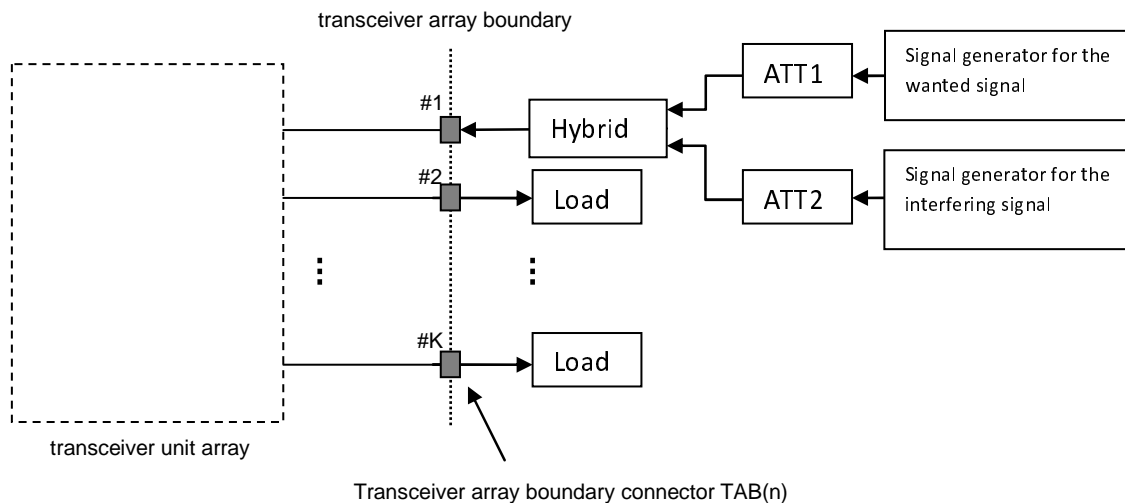 transceiver array boundary
#1
Hybrid
ATT1
Signal generator for the
wanted signal
#2
Load
ATT2
Signal generator for the
interfering signal
#K
Load
transceiver unit array
Transceiver array boundary connector TAB(n)